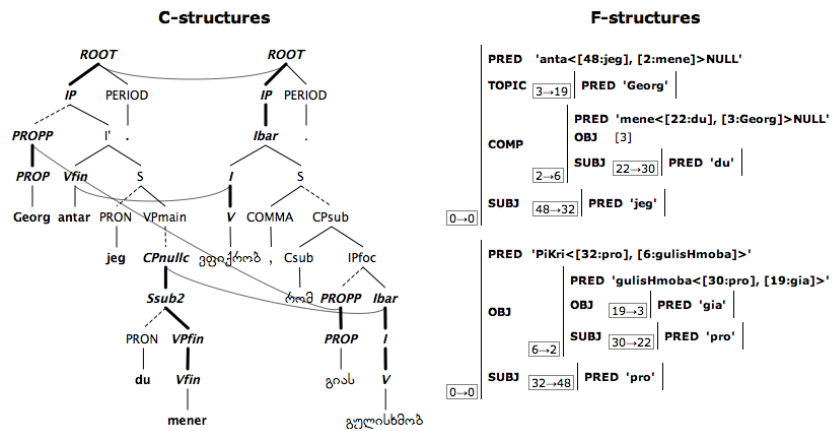 C-structures F-structures
ROOT ROOT
IP PERIOD IP PERIOD
PROPP I' . Ibar .
PROP Vfin S I S
Georg antar PRON VPmain V COMMA CPsub
jeg CPnullc ვფიქრობ , Csub IPfoc
Ssub2 რომ PROPP Ibar
PRON VPfin PROP I
du Vfin გიას V
mener გულისხმობ
PRED 'anta<[48:jeg], [2:mene]>NULL'
TOPIC 3→19 PRED 'Georg'
PRED 'mene<[22:du], [3:Georg]>NULL'
OBJ [3]
COMP
SUBJ 22→30 PRED 'du'
2→6
SUBJ 48→32 PRED 'jeg'
0→0
PRED 'PiKri<[32:pro], [6:gulisHmoba]>'
PRED 'gulisHmoba<[30:pro], [19:gia]>'
OBJ OBJ 19→3 PRED 'gia'
SUBJ 30→22 PRED 'pro'
6→2
SUBJ 32→48 PRED 'pro'
0→0